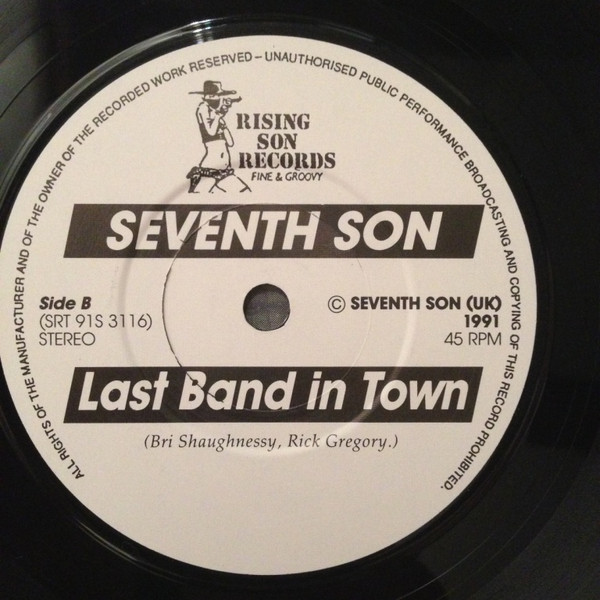 ALL RIGHTS OF THE MANUFACTURER AND OF THE OWNER OF THE RECORDED WORK RESERVED – UNAUTHORISED PUBLIC PERFORMANCE BROADCASTING AND COPYING OF THIS RECORD PROHIBITED.
RISING
SON
RECORDS
FINE & GROOVY
SEVENTH SON
Side B
(SRT 91S 3116)
STEREO
© SEVENTH SON (UK)
1991
45 RPM
Last Band in Town
(Bri Shaughnessy, Rick Gregory.)